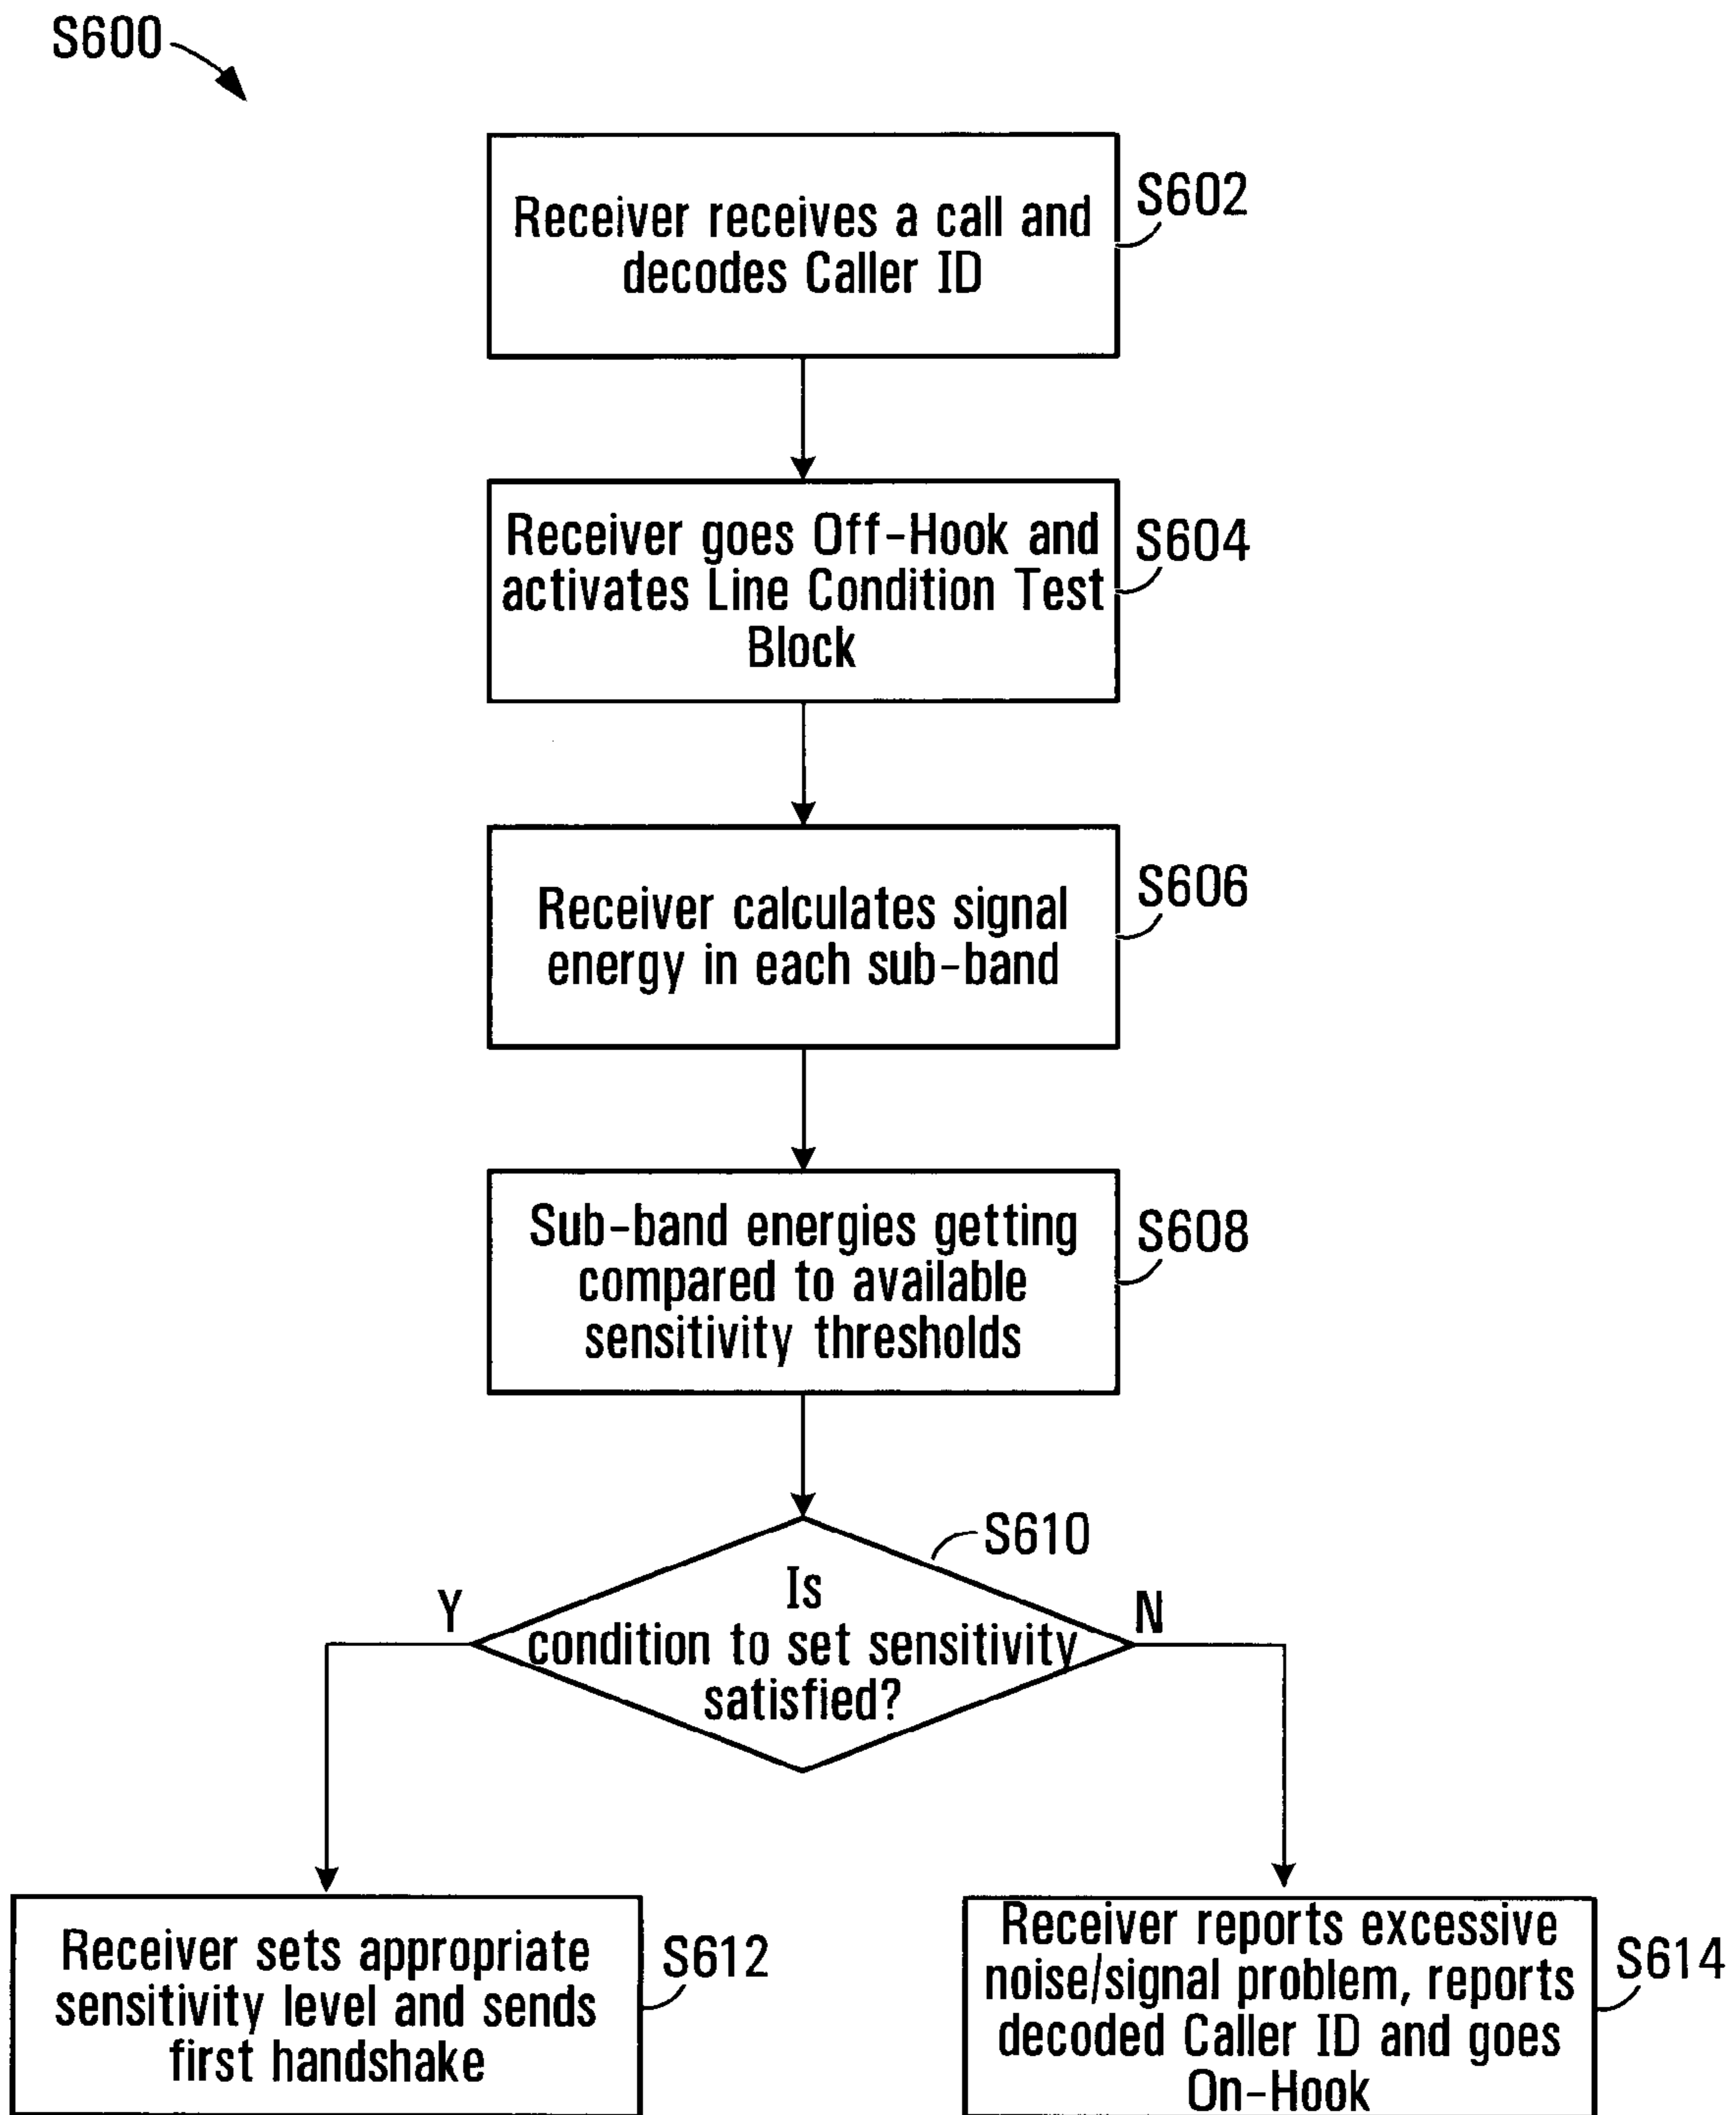 S600
Receiver receives a call and
decodes Caller ID
S602
Receiver goes Off-Hook and
activates Line Condition Test
Block
S604
Receiver calculates signal
energy in each sub-band
S606
Sub-band energies getting
compared to available
sensitivity thresholds
S608
S610
Is
condition to set sensitivity
satisfied?
Y
N
Receiver sets appropriate
sensitivity level and sends
first handshake
S612
Receiver reports excessive
noise/signal problem, reports
decoded Caller ID and goes
On-Hook
S614